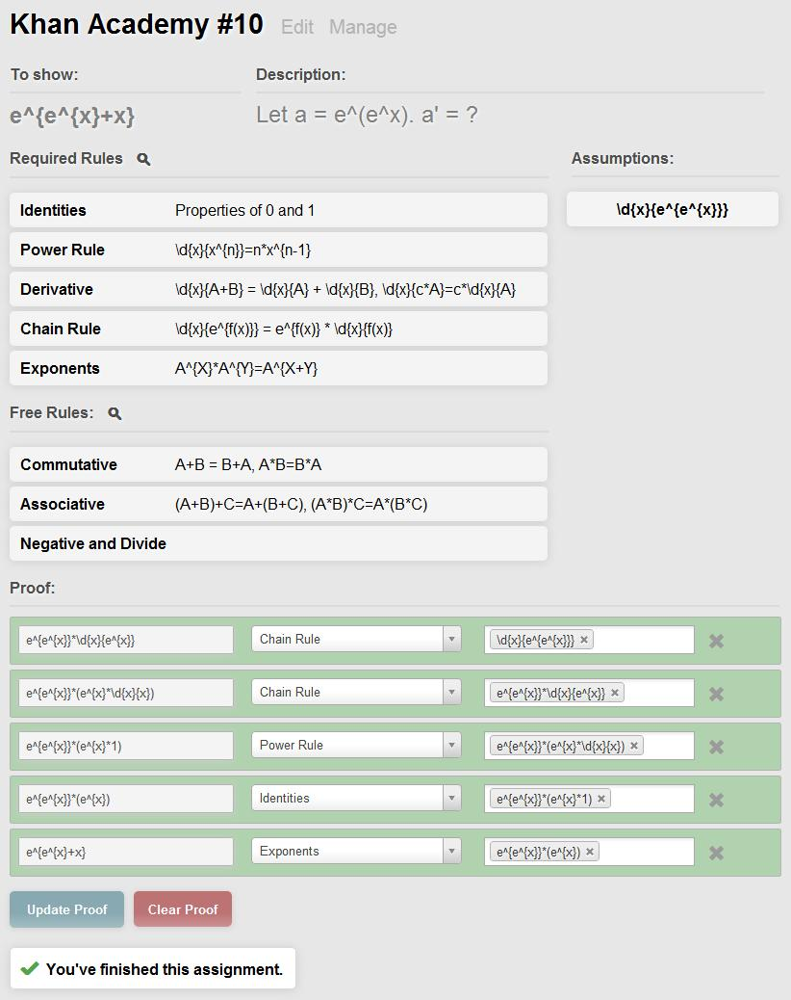 Khan Academy #10 Edit Manage
To show: Description:
e^{e^{x}+x} Let a = e^(e^x). a' = ?
Required Rules Assumptions:
Identities Properties of 0 and 1 \d{x}{e^{e^{x}}}
Power Rule \d{x}{x^{n}}=n*x^{n-1}
Derivative \d{x}{A+B} = \d{x}{A} + \d{x}{B}, \d{x}{c*A}=c*\d{x}{A}
Chain Rule \d{x}{e^{f(x)}} = e^{f(x)} * \d{x}{f(x)}
Exponents A^{X}*A^{Y}=A^{X+Y}
Free Rules:
Commutative A+B = B+A, A*B=B*A
Associative (A+B)+C=A+(B+C), (A*B)*C=A*(B*C)
Negative and Divide
Proof:
e^{e^{x}}*\d{x}{e^{x}} Chain Rule \d{x}{e^{e^{x}}}
e^{e^{x}}*(e^{x}*\d{x}{x}) Chain Rule e^{e^{x}}*\d{x}{e^{x}}
e^{e^{x}}*(e^{x}*1) Power Rule e^{e^{x}}*(e^{x}*\d{x}{x})
e^{e^{x}}*(e^{x}) Identities e^{e^{x}}*(e^{x}*1)
e^{e^{x}+x} Exponents e^{e^{x}}*(e^{x})
Update Proof Clear Proof
You've finished this assignment.